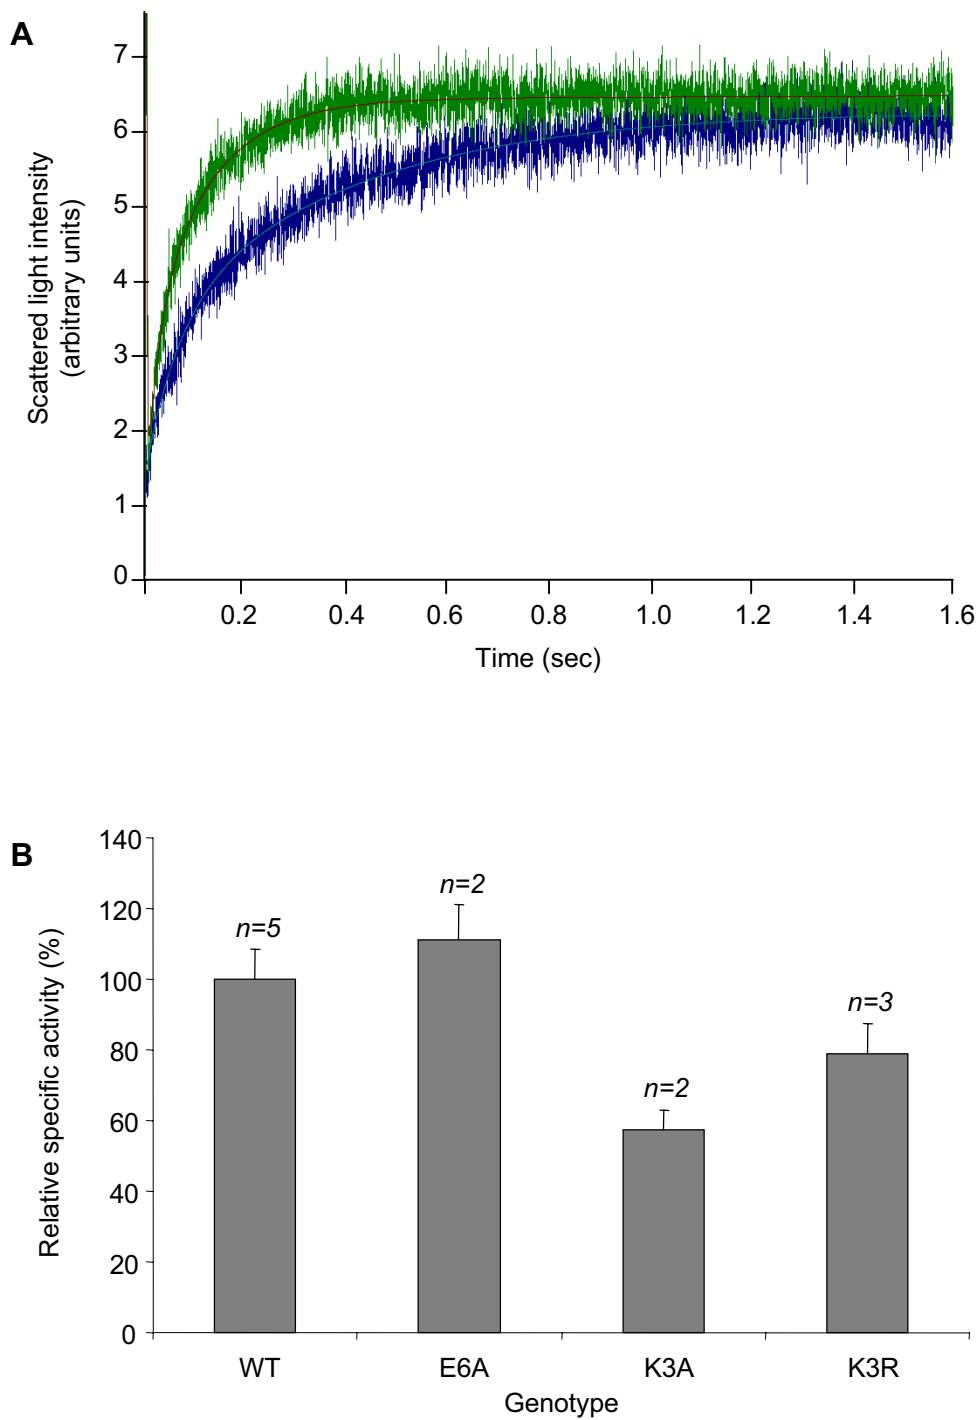 A
7
6
5
4
3
2
1
0
Scattered light intensity
(arbitrary units)
0.2 0.4 0.6 0.8 1.0 1.2 1.4 1.6
Time (sec)
B
140
120
100
80
60
40
20
0
Relative specific activity (%)
n=5
n=2
n=2
n=3
WT E6A K3A K3R
Genotype